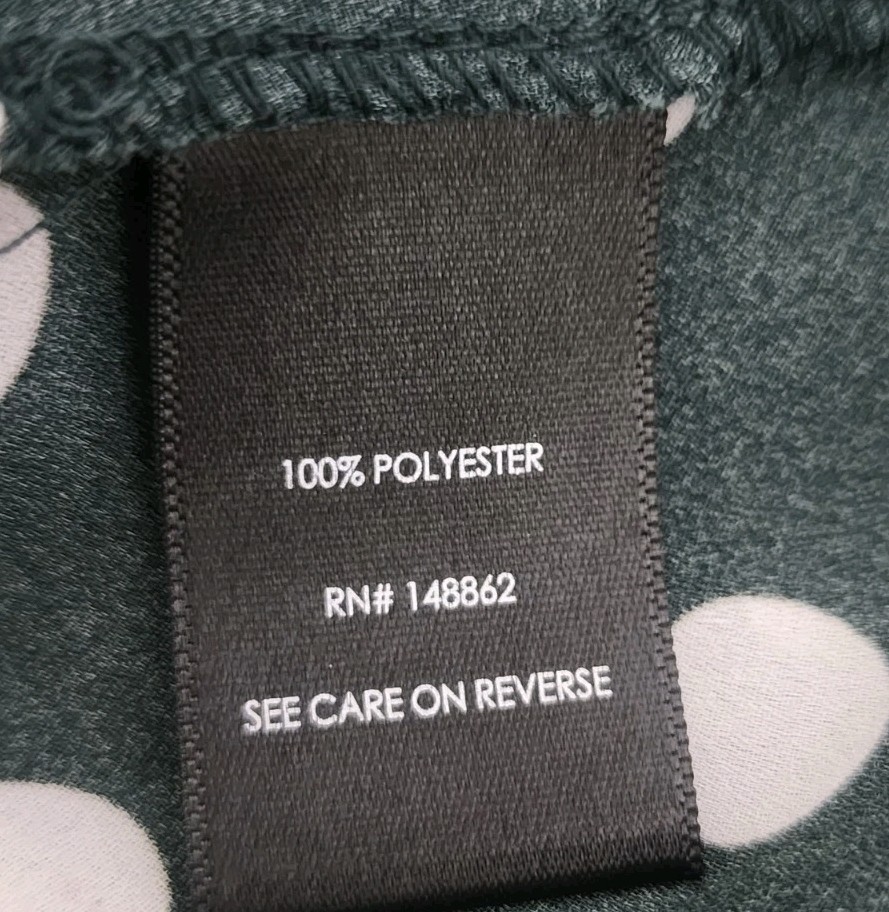 100% POLYESTER
RN# 148862
SEE CARE ON REVERSE